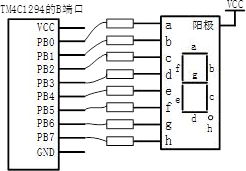 TM4C1294的B端口
VCC
VCC
PB0
PB1
PB2
PB3
PB4
PB5
PB6
PB7
GND
a
b
c
d
e
f
g
h
阳极
a
f
b
g
e
c
d
o
h